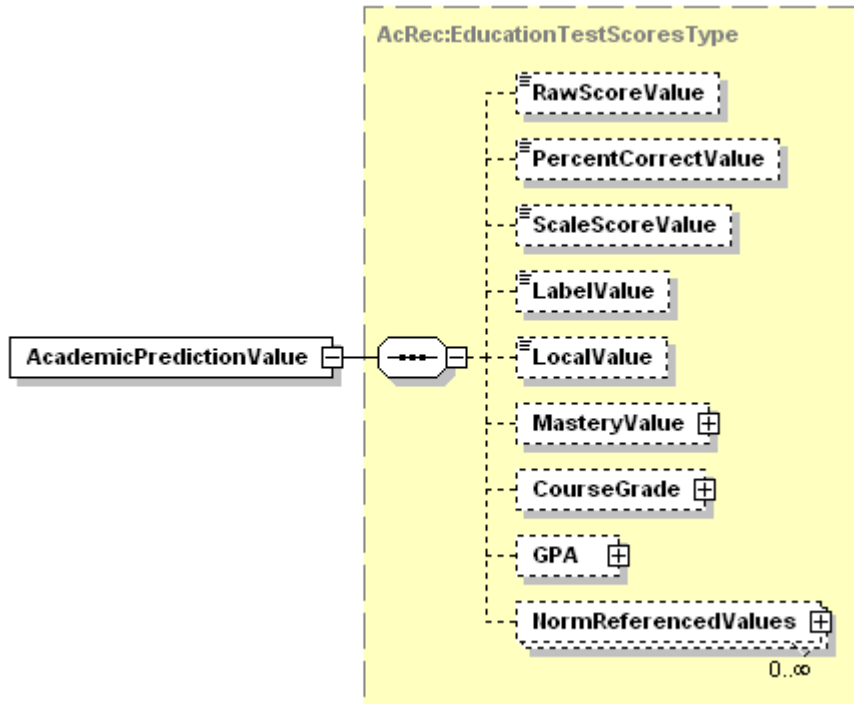 AcRec:EducationTestScoresType
RawScoreValue
PercentCorrectValue
ScaleScoreValue
LabelValue
AcademicPredictionValue
LocalValue
MasteryValue
CourseGrade
GPA
NormReferencedValues
0..∞